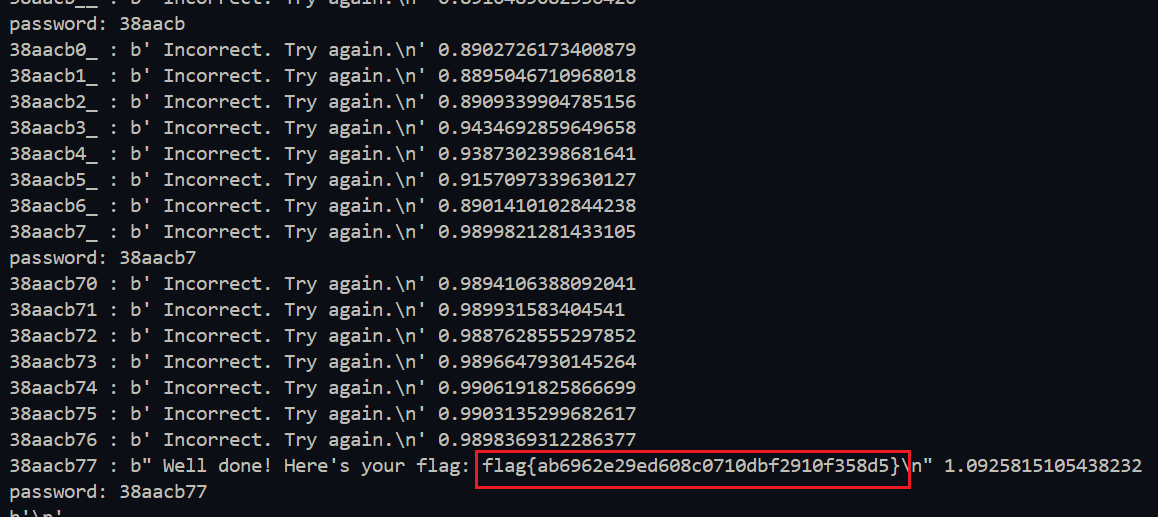 password: 38aacb
38aacb0_ : b' Incorrect. Try again.\n' 0.8902726173400879
38aacb1_ : b' Incorrect. Try again.\n' 0.8895046710968018
38aacb2_ : b' Incorrect. Try again.\n' 0.8909339904785156
38aacb3_ : b' Incorrect. Try again.\n' 0.9434692859649658
38aacb4_ : b' Incorrect. Try again.\n' 0.9387302398681641
38aacb5_ : b' Incorrect. Try again.\n' 0.9157097339630127
38aacb6_ : b' Incorrect. Try again.\n' 0.8901410102844238
38aacb7_ : b' Incorrect. Try again.\n' 0.9899821281433105
password: 38aacb7
38aacb70 : b' Incorrect. Try again.\n' 0.9894106388092041
38aacb71 : b' Incorrect. Try again.\n' 0.989931583404541
38aacb72 : b' Incorrect. Try again.\n' 0.9887628555297852
38aacb73 : b' Incorrect. Try again.\n' 0.9896647930145264
38aacb74 : b' Incorrect. Try again.\n' 0.9906191825866699
38aacb75 : b' Incorrect. Try again.\n' 0.9903135299682617
38aacb76 : b' Incorrect. Try again.\n' 0.9898369312286377
38aacb77 : b" Well done! Here's your flag: flag{ab6962e29ed608c0710dbf2910f358d5}\n" 1.0925815105438232
password: 38aacb77